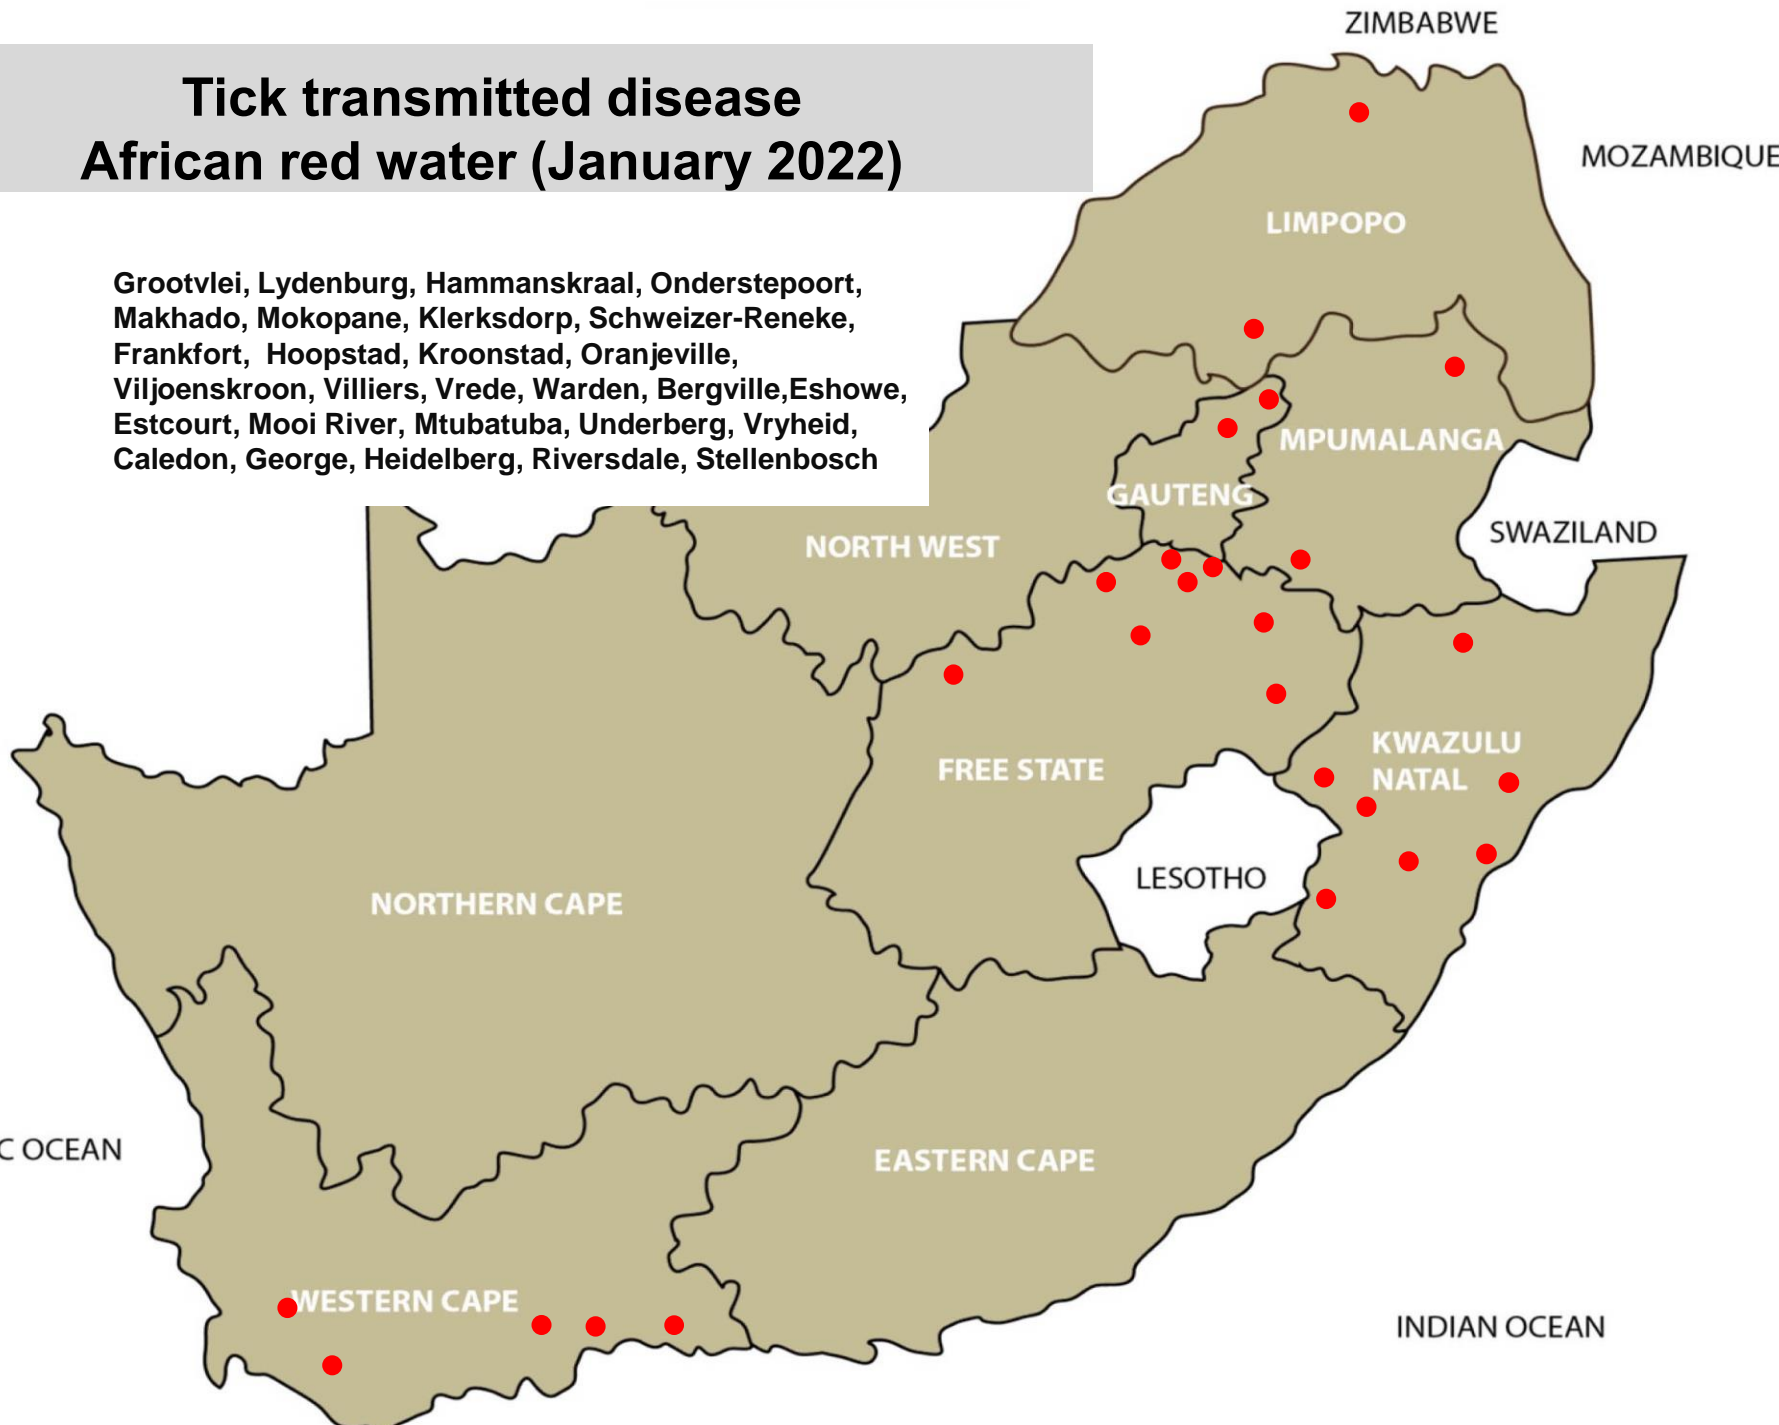 Tick transmitted disease
African red water (January 2022)
Grootvlei, Lydenburg, Hammanskraal, Onderstepoort,
Makhado, Mokopane, Klerksdorp, Schweizer-Reneke,
Frankfort, Hoopstad, Kroonstad, Oranjeville,
Viljoenskroon, Villiers, Vrede, Warden, Bergville,Eshowe,
Estcourt, Mooi River, Mtubatuba, Underberg, Vryheid,
Caledon, George, Heidelberg, Riversdale, Stellenbosch
ZIMBABWE
MOZAMBIQUE
LIMPOPO
MPUMALANGA
GAUTENG
SWAZILAND
NORTH WEST
KWAZULU
NATAL
FREE STATE
LESOTHO
NORTHERN CAPE
C OCEAN
EASTERN CAPE
WESTERN CAPE
INDIAN OCEAN